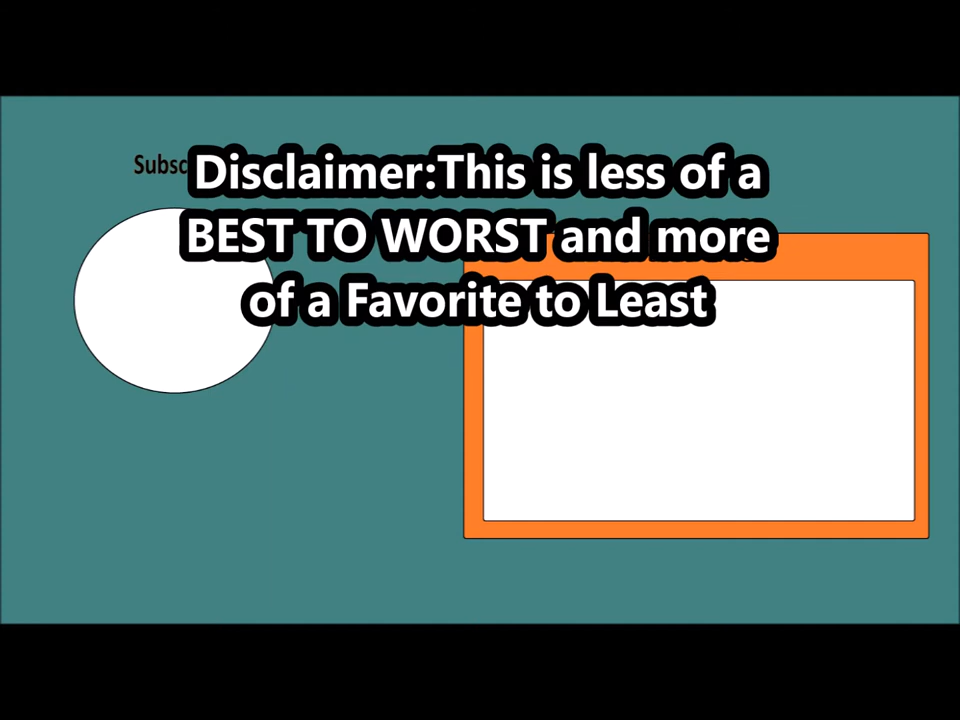 Disclaimer:This is less of a
BEST TO WORST and more
of a Favorite to Least